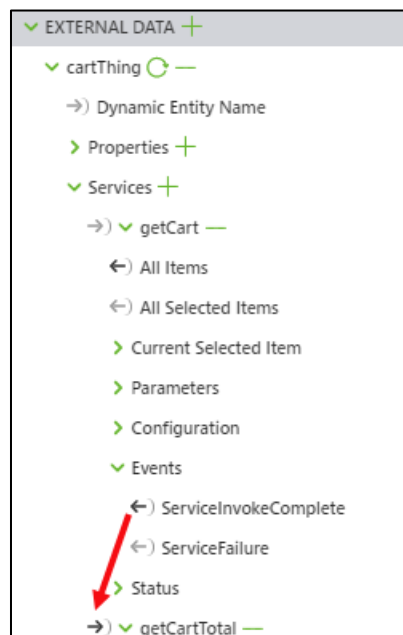 EXTERNAL DATA
cartThing
Dynamic Entity Name
Properties
Services
getCart
All Items
All Selected Items
Current Selected Item
Parameters
Configuration
Events
ServiceInvokeComplete
ServiceFailure
Status
getCartTotal